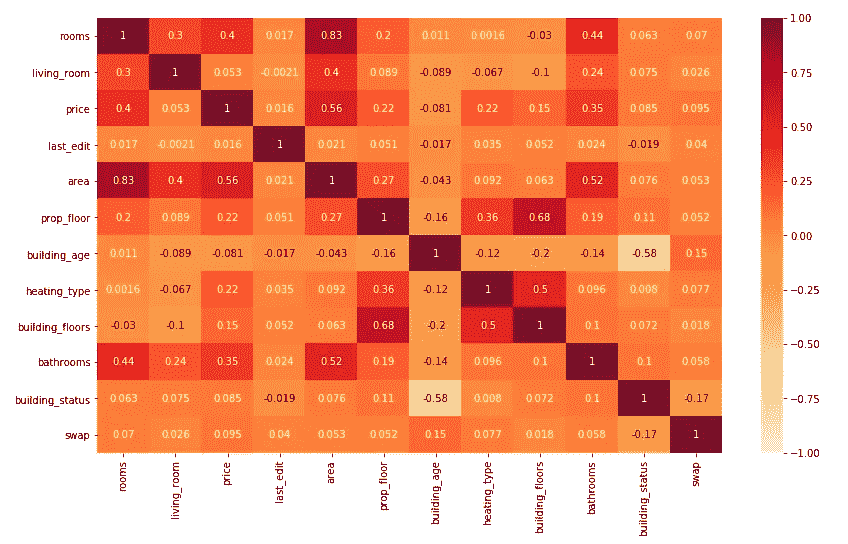 rooms 1 0.3 0.4 0.017 0.83 0.2 0.011 0.0016 -0.03 0.44 0.063 0.07
living_room 0.3 1 0.053 -0.0021 0.4 0.089 -0.089 -0.067 -0.1 0.24 0.075 0.026
price 0.4 0.053 1 0.016 0.56 0.22 -0.081 0.22 0.15 0.35 0.085 0.095
last_edit 0.017 -0.0021 0.016 1 0.021 0.051 -0.017 0.035 0.052 0.024 -0.019 0.04
area 0.83 0.4 0.56 0.021 1 0.27 -0.043 0.092 0.063 0.52 0.076 0.053
prop_floor 0.2 0.089 0.22 0.051 0.27 1 -0.16 0.36 0.68 0.19 0.11 0.052
building_age 0.011 -0.089 -0.081 -0.017 -0.043 -0.16 1 -0.12 -0.2 -0.14 -0.58 0.15
heating_type 0.0016 -0.067 0.22 0.035 0.092 0.36 -0.12 1 0.5 0.096 0.008 0.077
building_floors -0.03 -0.1 0.15 0.052 0.063 0.68 -0.2 0.5 1 0.1 0.072 0.018
bathrooms 0.44 0.24 0.35 0.024 0.52 0.19 -0.14 0.096 0.1 1 0.1 0.058
building_status 0.063 0.075 0.085 -0.019 0.076 0.11 -0.58 0.008 0.072 0.1 1 -0.17
swap 0.07 0.026 0.095 0.04 0.053 0.052 0.15 0.077 0.018 0.058 -0.17 1
rooms living_room price last_edit area prop_floor building_age heating_type building_floors bathrooms building_status swap
1.00
0.75
0.50
0.25
0.00
−0.25
−0.50
−0.75
−1.00